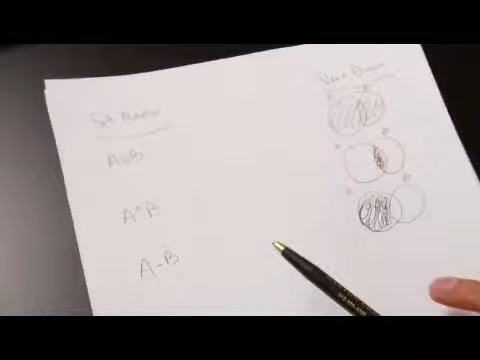 Set Notation
Venn Diagram
A∪B
A∩B
A-B
A B
A B